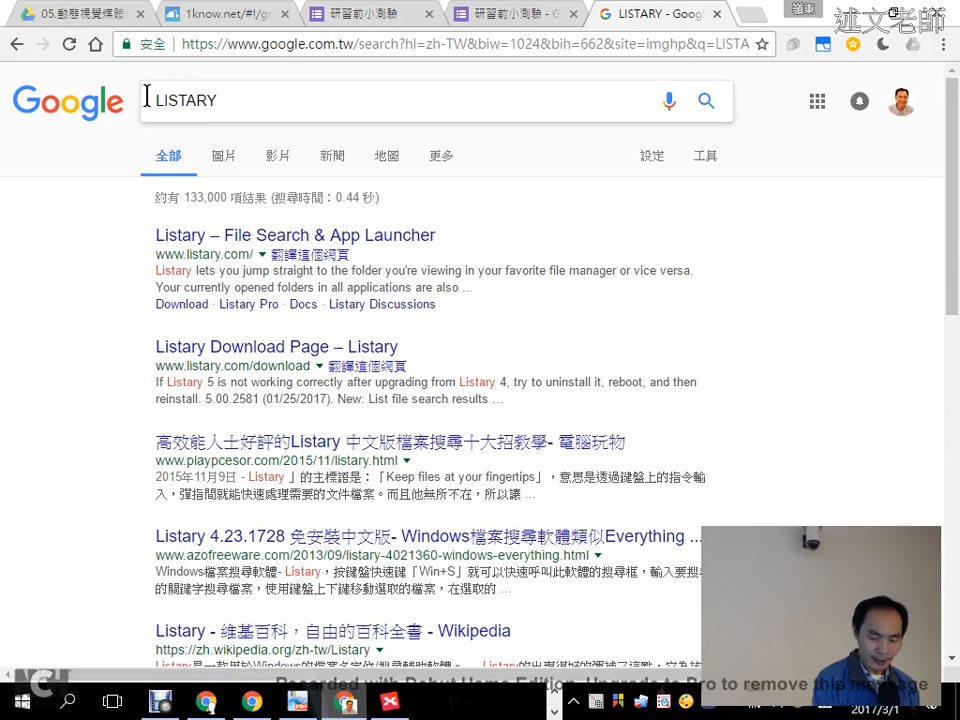 05.動態視覺媒體
1know.net/#!/g
研習前小測驗
研習前小測驗 - G
LISTARY - Goog
述文老師
安全
https://www.google.com.tw/search?hl=zh-TW&biw=1024&bih=662&site=imghp&q=LISTA
Google
LISTARY
全部
圖片
影片
新聞
地圖
更多
設定
工具
約有 133,000 項結果 (搜尋時間：0.44 秒)
Listary – File Search & App Launcher
www.listary.com/ 翻譯這個網頁
Listary lets you jump straight to the folder you're viewing in your favorite file manager or vice versa.
Your currently opened folders in all applications are also ...
Download · Listary Pro · Docs · Listary Discussions
Listary Download Page – Listary
www.listary.com/download 翻譯這個網頁
If Listary 5 is not working correctly after upgrading from Listary 4, try to uninstall it, reboot, and then
reinstall. 5.00.2581 (01/25/2017). New: List file search results ...
高效能人士好評的Listary 中文版檔案搜尋十大招教學- 電腦玩物
www.playpcesor.com/2015/11/listary.html
2015年11月9日 - Listary 」的主標語是：「Keep files at your fingertips」，意思是透過鍵盤上的指令輸
入，彈指間就能快速處理需要的文件檔案。而且他無所不在，所以讓 ...
Listary 4.23.1728 免安裝中文版- Windows檔案搜尋軟體類似Everything ...
www.azofreeware.com/2013/09/listary-4021360-windows-everything.html
Windows檔案搜尋軟體- Listary，按鍵盤快速鍵「Win+S」就可以快速呼叫此軟體的搜尋框，輸入要搜
的關鍵字搜尋檔案，使用鍵盤上下鍵移動選取的檔案，在選取的 ...
Listary - 維基百科，自由的百科全書 - Wikipedia
https://zh.wikipedia.org/zh-tw/Listary
Recorded with Debut Home Edition. Upgrade to Pro to remove this message
2017/3/1